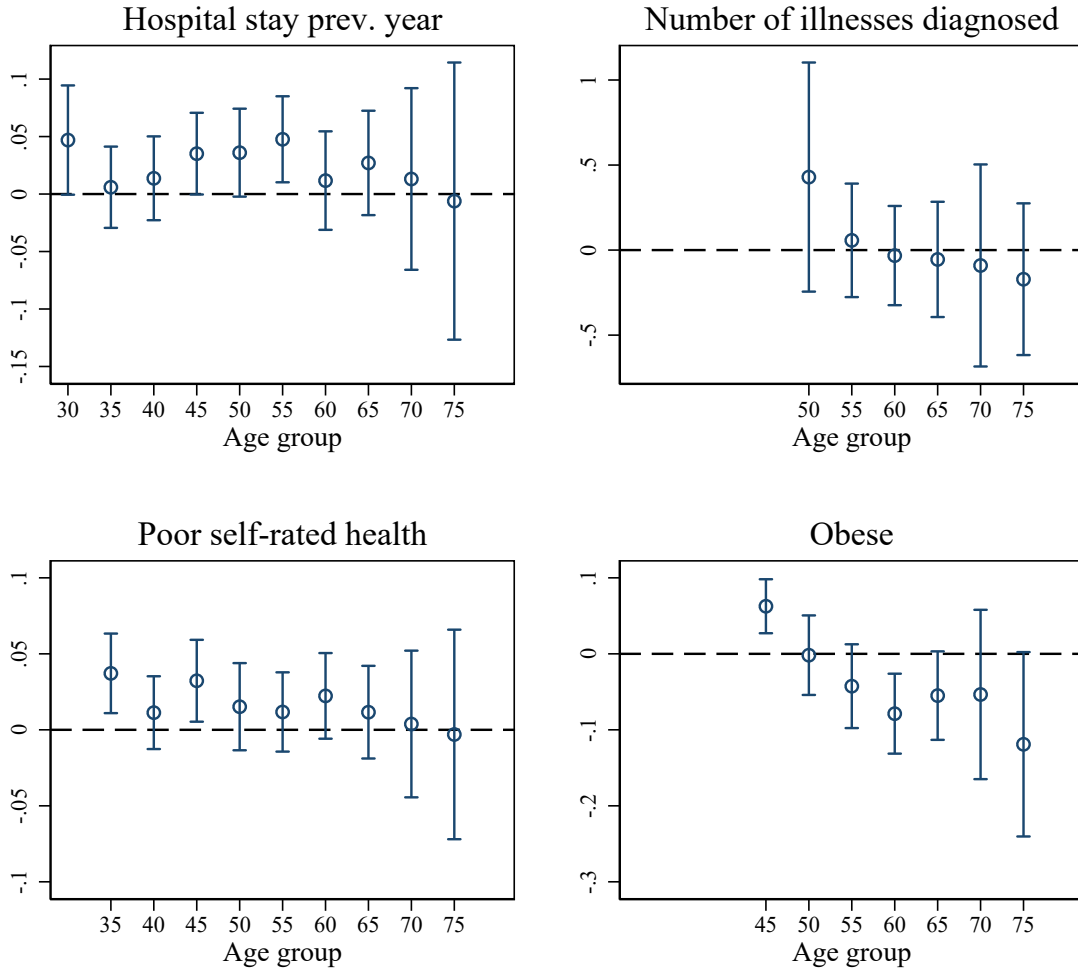 Hospital stay prev. year
.1
.05
0
-.05
-.1
-.15
30 35 40 45 50 55 60 65 70 75
Age group
Number of illnesses diagnosed
1
.5
0
-.5
50 55 60 65 70 75
Age group
Poor self-rated health
.1
.05
0
-.05
-.1
35 40 45 50 55 60 65 70 75
Age group
Obese
.1
0
-.1
-.2
-.3
45 50 55 60 65 70 75
Age group